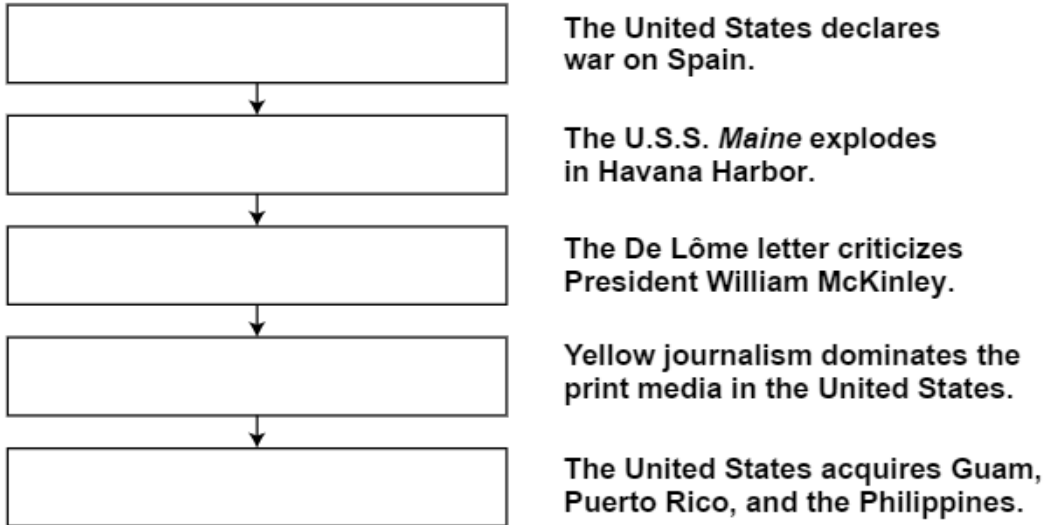 The United States declares
war on Spain.
The U.S.S. Maine explodes
in Havana Harbor.
The De Lôme letter criticizes
President William McKinley.
Yellow journalism dominates the
print media in the United States.
The United States acquires Guam,
Puerto Rico, and the Philippines.